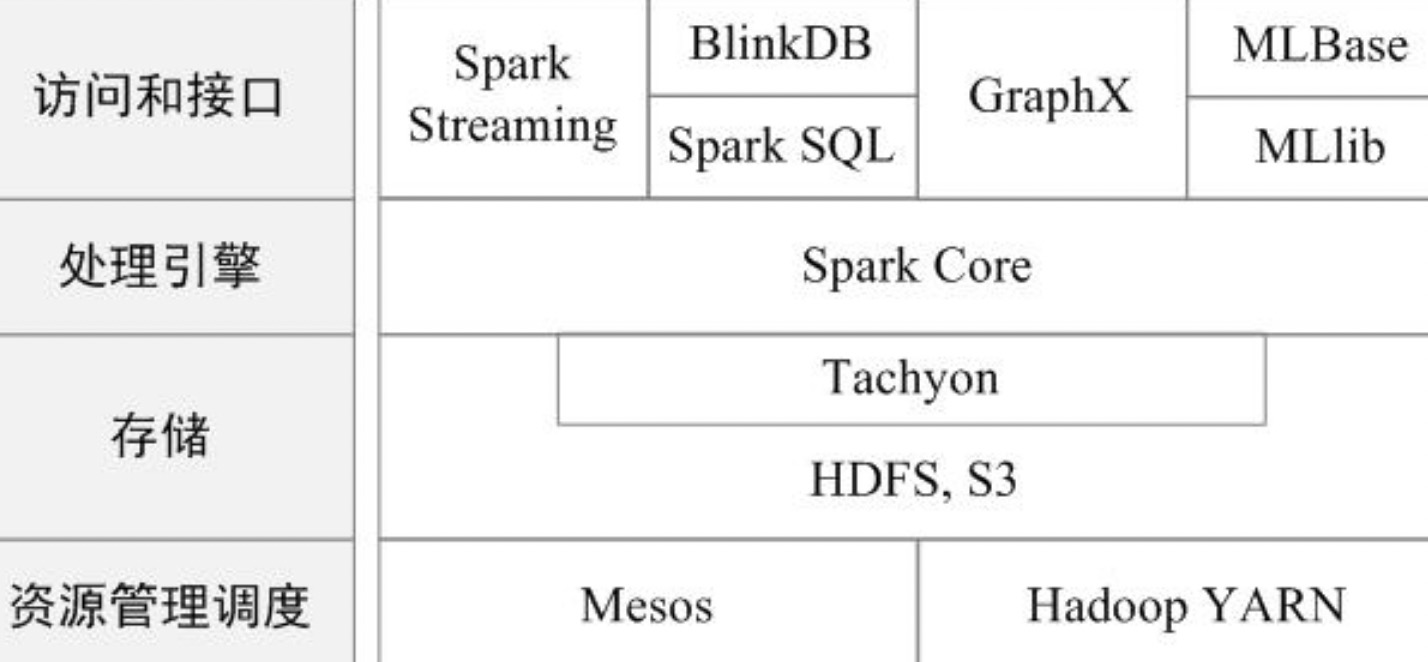 访问和接口
Spark
Streaming
BlinkDB
Spark SQL
GraphX
MLBase
MLlib
处理引擎
Spark Core
存储
Tachyon
HDFS, S3
资源管理调度
Mesos
Hadoop YARN